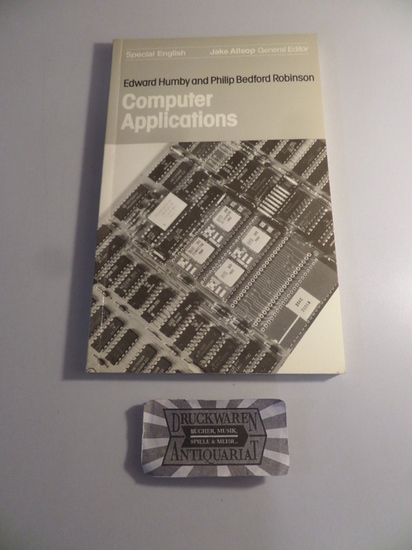 Special English Jake Allsop General Editor
Edward Humby and Philip Bedford Robinson
Computer
Applications
DRUCKWAREN
BÜCHER, MUSIK,
SPIELE & MEHR...
ANTIQUARIAT